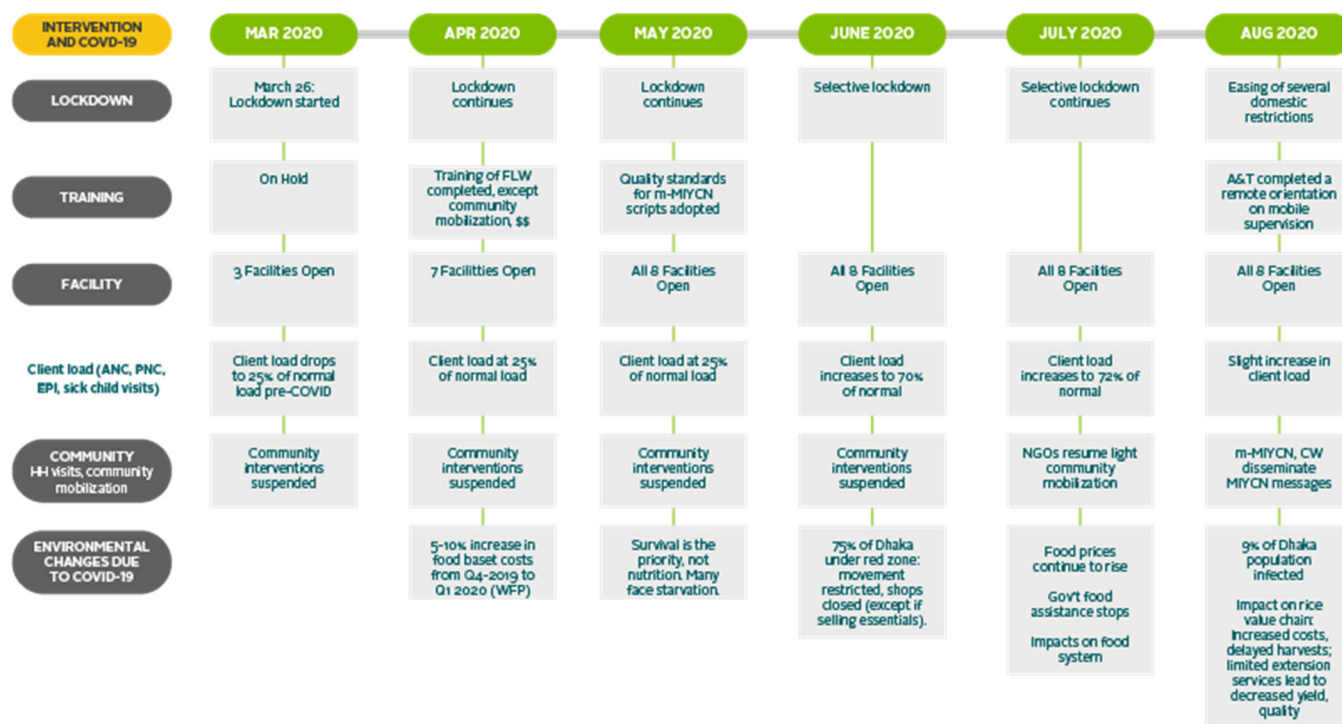 INTERVENTION
AND COVD-19
MAR 2020
APR 2020
MAY 2020
JUNE 2020
JULY 2020
AUG 2020
LOCKDOWN
March 26:
Lockdown started
Lockdown
continues
Lockdown
continues
Selective lockdown
Selective lockdown
continues
Easing of several
domestic
restrictions
TRAINING
On Hold
Training of FLW
completed, except
community
mobilization, $$
Quality standards
for m-MIYCN
scripts adopted
A&T completed a
remote orientation
on mobile
supervision
FACILITY
3 Facilities Open
7 Facilitties Open
All 8 Facilities
Open
All 8 Facilities
Open
All 8 Facilities
Open
All 8 Facilities
Open
Client load (ANC, PNC,
EPI, sick child visits)
Client load drops
to 25% of normal
load pre-COVID
Client load at 25%
of normal load
Client load at 25%
of normal load
Client load
increases to 70%
of normal
Client load
increases to 72% of
normal
Slight increase in
client load
COMMUNITY
HH visits, community
mobilization
Community
interventions
suspended
Community
interventions
suspended
Community
interventions
suspended
Community
interventions
suspended
NGOs resume light
community
mobilization
m-MIYCN, CW
disseminate
MIYCN messages
ENVIRONMENTAL
CHANGES DUE
TO COVID-19
5-10% increase in
food baset costs
from Q4-2019 to
Q1 2020 (WFP)
Survival is the
priority, not
nutrition. Many
face starvation.
75% of Dhaka
under red zone:
movement
restricted, shops
closed (except if
selling essentials).
Food prices
continue to rise
Gov't food
assistance stops
Impacts on food
system
9% of Dhaka
population
infected
Impact on rice
value chain:
Increased costs,
delayed harvests;
limited extension
services lead to
decreased yield,
quality